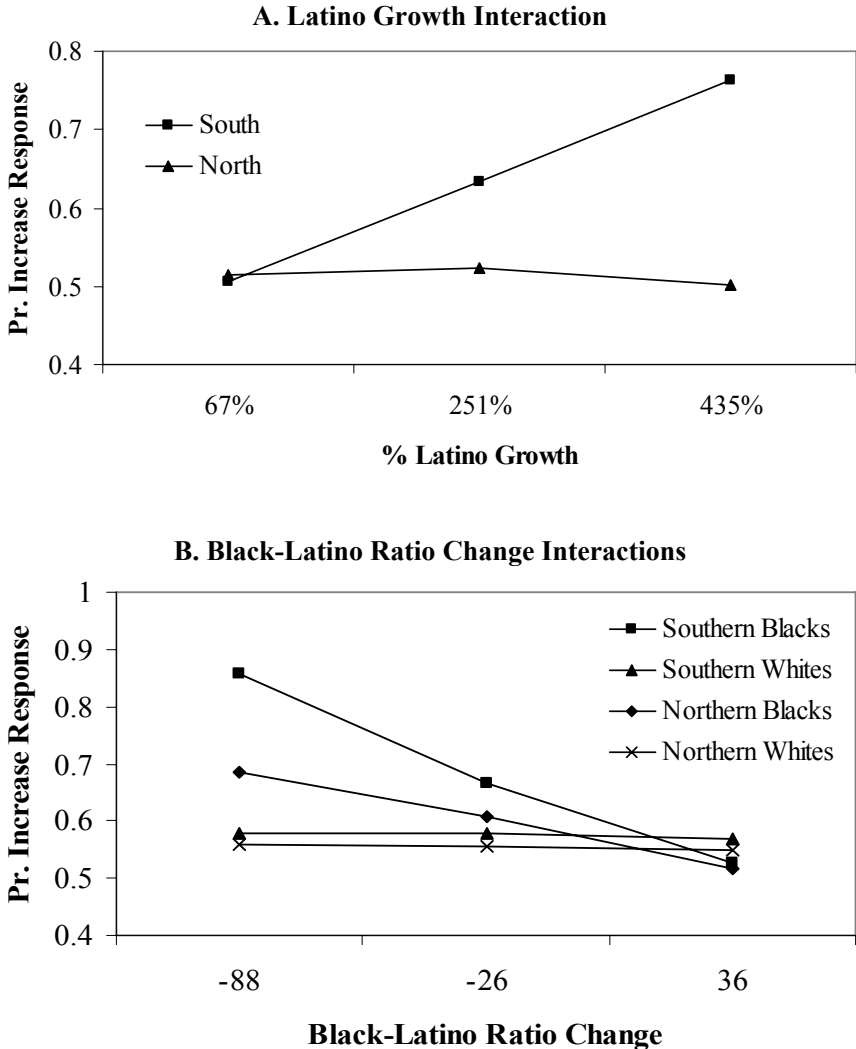 A. Latino Growth Interaction
0.8
0.7
0.6
0.5
0.4
Pr. Increase Response
South
North
67% 251% 435%
% Latino Growth
B. Black-Latino Ratio Change Interactions
1
0.9
0.8
0.7
0.6
0.5
0.4
Pr. Increase Response
Southern Blacks
Southern Whites
Northern Blacks
Northern Whites
-88 -26 36
Black-Latino Ratio Change